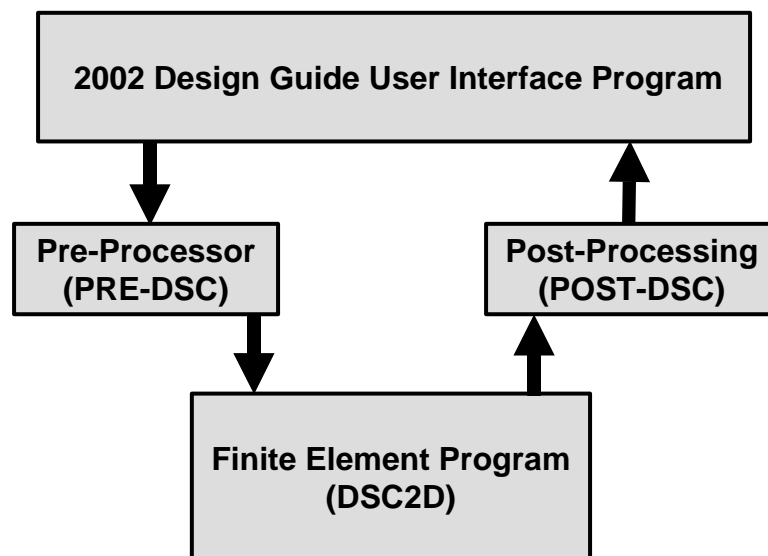 2002 Design Guide User Interface Program
Pre-Processor
(PRE-DSC)
Post-Processing
(POST-DSC)
Finite Element Program
(DSC2D)